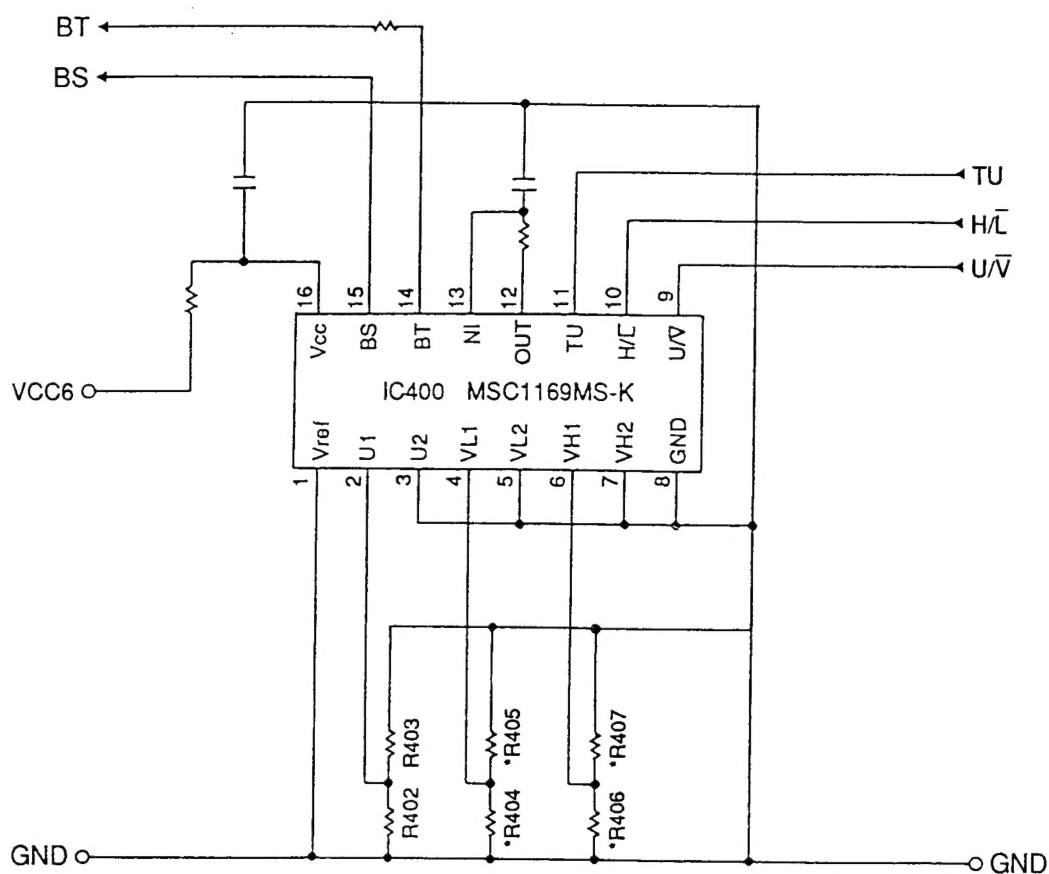 BT
BS
TU
H/L̅
U/V̅
16 15 14 13 12 11 10 9
Vcc BS BT NI OUT TU H/L̅ U/V̅
VCC6
IC400 MSC1169MS-K
Vref U1 U2 VL1 VL2 VH1 VH2 GND
1 2 3 4 5 6 7 8
R403 *R405 *R407
R402 *R404 *R406
GND
GND